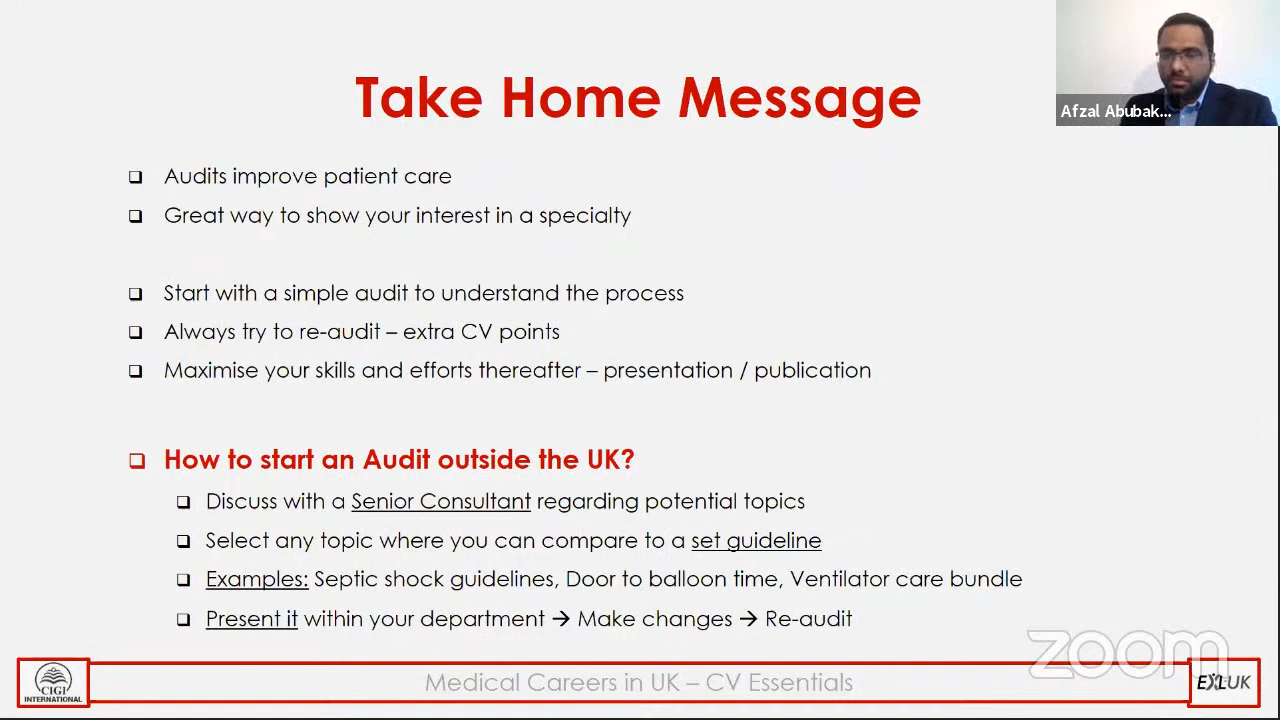 Take Home Message
Afzal Abubak...
Audits improve patient care
Great way to show your interest in a specialty
Start with a simple audit to understand the process
Always try to re-audit – extra CV points
Maximise your skills and efforts thereafter – presentation / publication
How to start an Audit outside the UK?
Discuss with a Senior Consultant regarding potential topics
Select any topic where you can compare to a set guideline
Examples: Septic shock guidelines, Door to balloon time, Ventilator care bundle
Present it within your department → Make changes → Re-audit
zoom
CIGI
INTERNATIONAL
Medical Careers in UK – CV Essentials
EXLUK